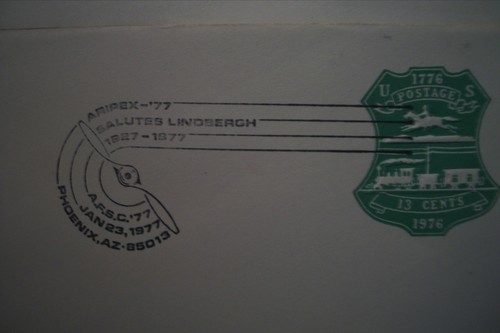 ARIPEX-'77
SALUTES LINDBERGH
1927-1977
A.F.S.C.'77
JAN 23, 1977
PHOENIX, AZ-85013
1776
U POSTAGE S
13 CENTS
1976